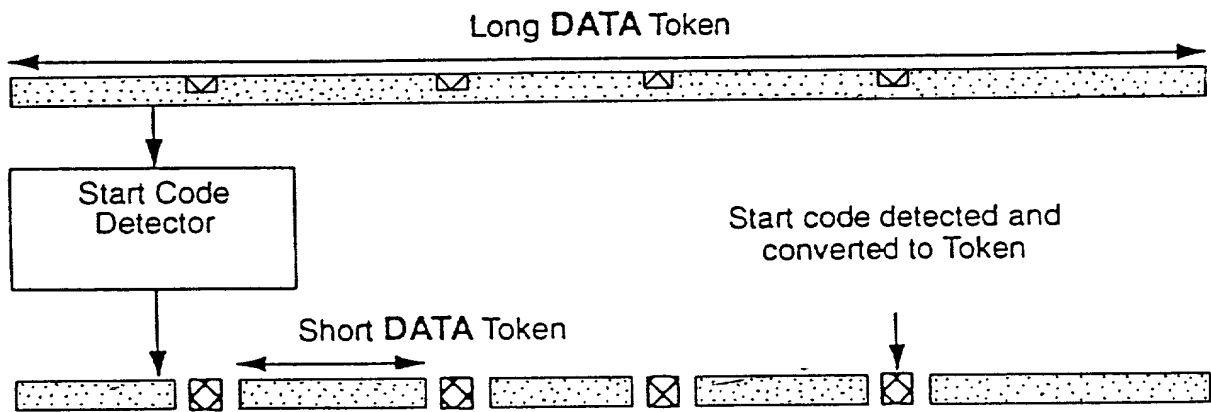 Long DATA Token
Start Code
Detector
Start code detected and
converted to Token
Short DATA Token